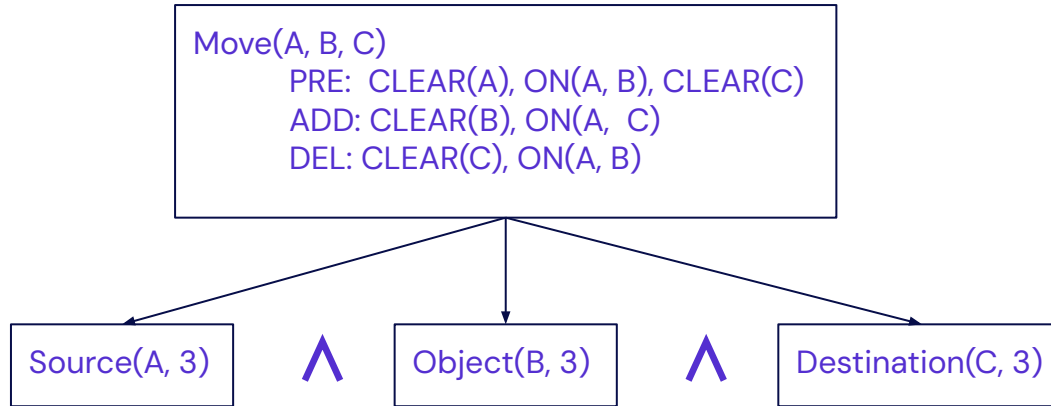 Move(A, B, C)
PRE: CLEAR(A), ON(A, B), CLEAR(C)
ADD: CLEAR(B), ON(A, C)
DEL: CLEAR(C), ON(A, B)
Source(A, 3) ∧ Object(B, 3) ∧ Destination(C, 3)